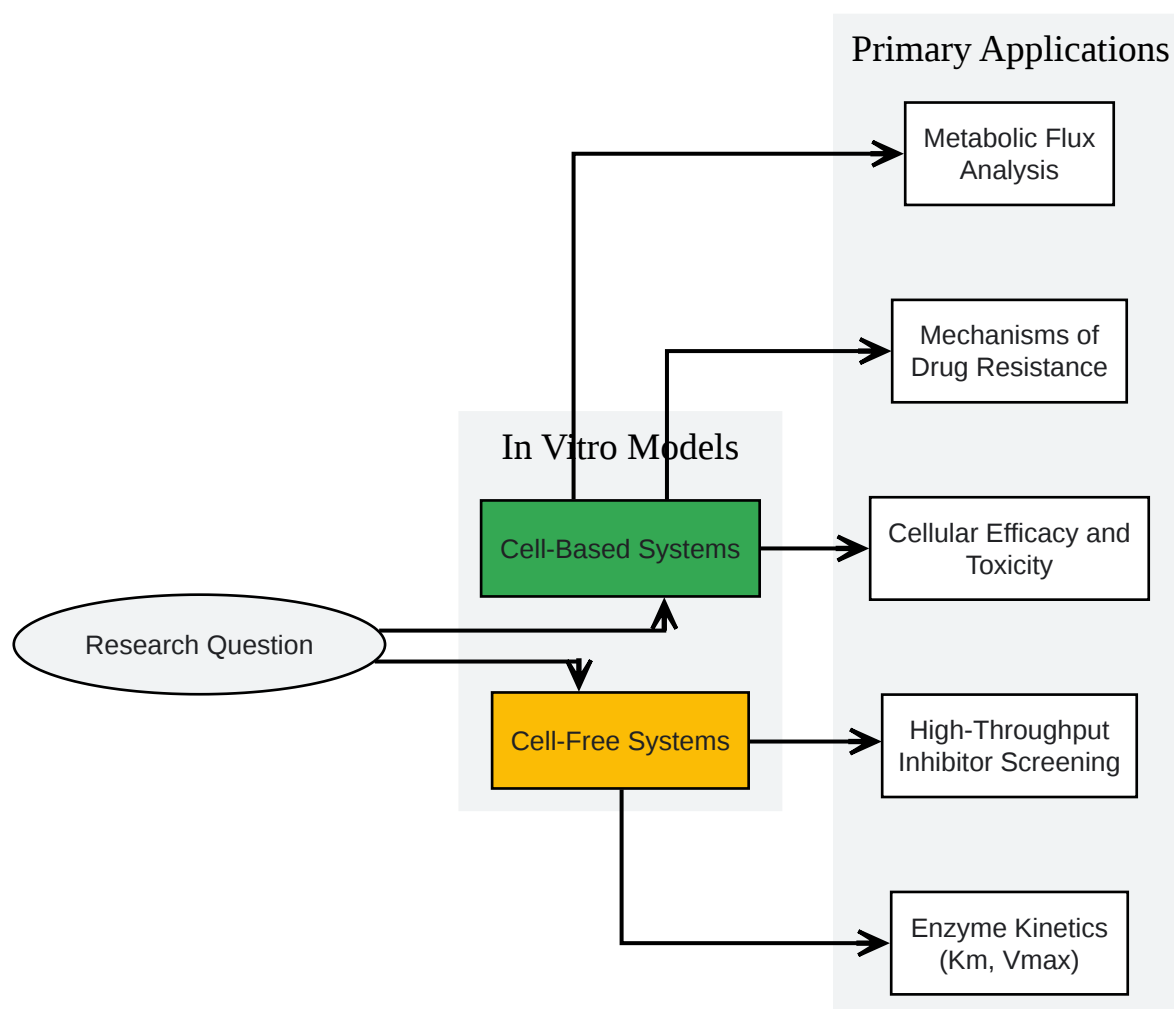 Primary Applications
Metabolic Flux
Analysis
Mechanisms of
Drug Resistance
In Vitro Models
Cell-Based Systems
Cellular Efficacy and
Toxicity
Research Question
Cell-Free Systems
High-Throughput
Inhibitor Screening
Enzyme Kinetics
(Km, Vmax)